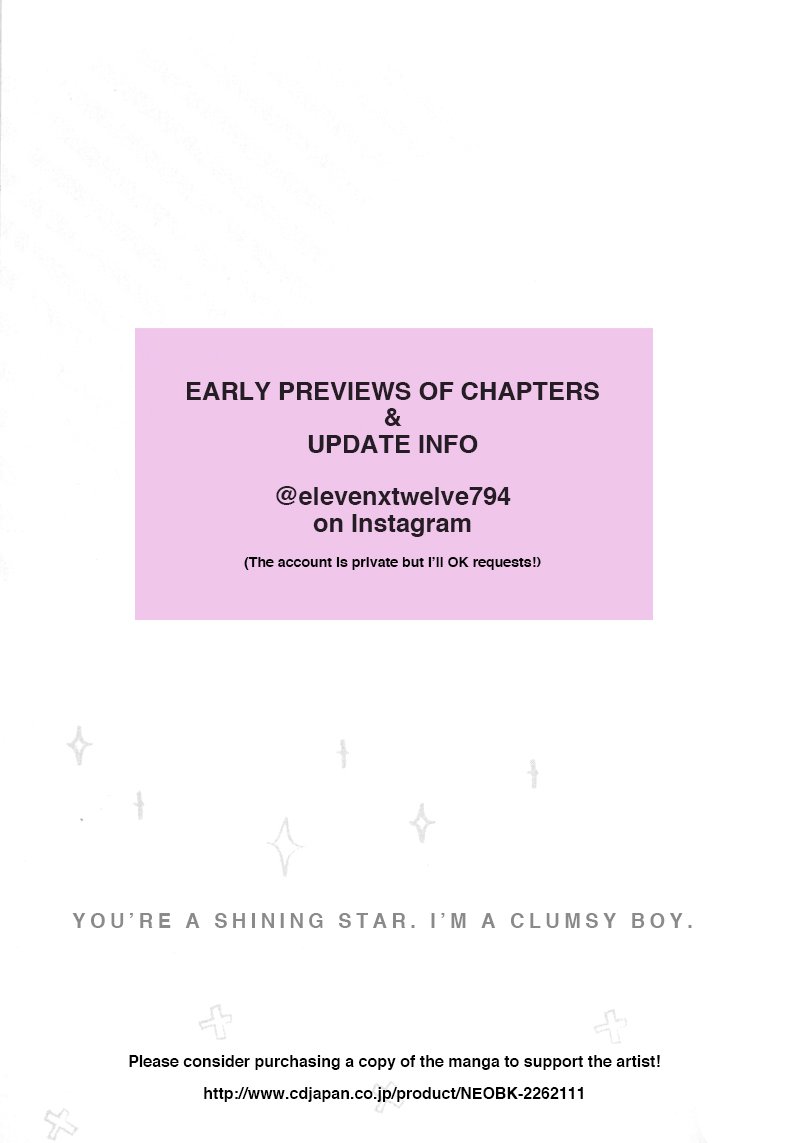 EARLY PREVIEWS OF CHAPTERS
&
UPDATE INFO
@elevenxtwelve794
on Instagram
(The account is private but I'll OK requests!)
YOU'RE A SHINING STAR. I'M A CLUMSY BOY.
Please consider purchasing a copy of the manga to support the artist!
http://www.cdjapan.co.jp/product/NEOBK-2262111